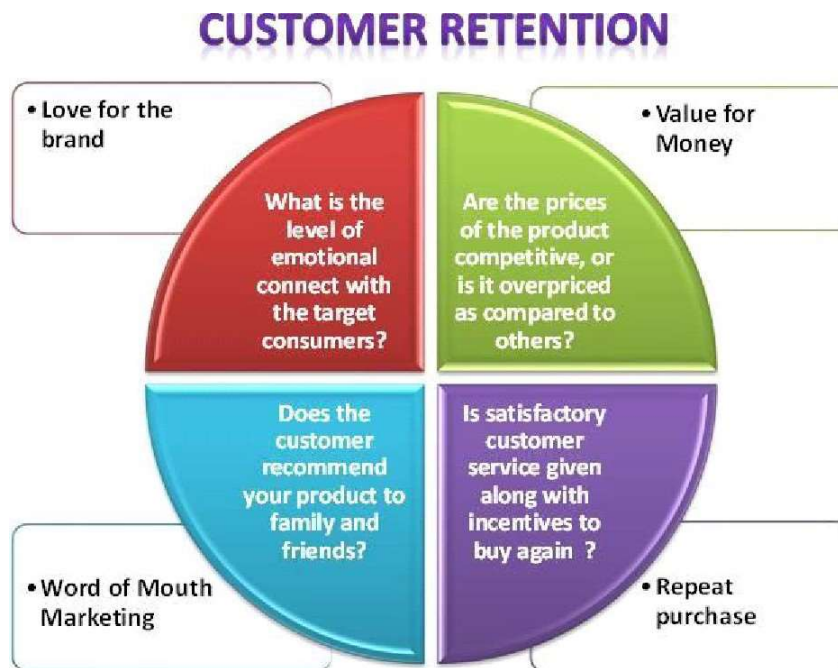 CUSTOMER RETENTION
• Love for the
brand
• Value for
Money
What is the
level of
emotional
connect with
the target
consumers?
Are the prices
of the product
competitive, or
is it overpriced
as compared to
others?
Does the
customer
recommend
your product to
family and
friends?
Is satisfactory
customer
service given
along with
incentives to
buy again ?
• Word of Mouth
Marketing
• Repeat
purchase